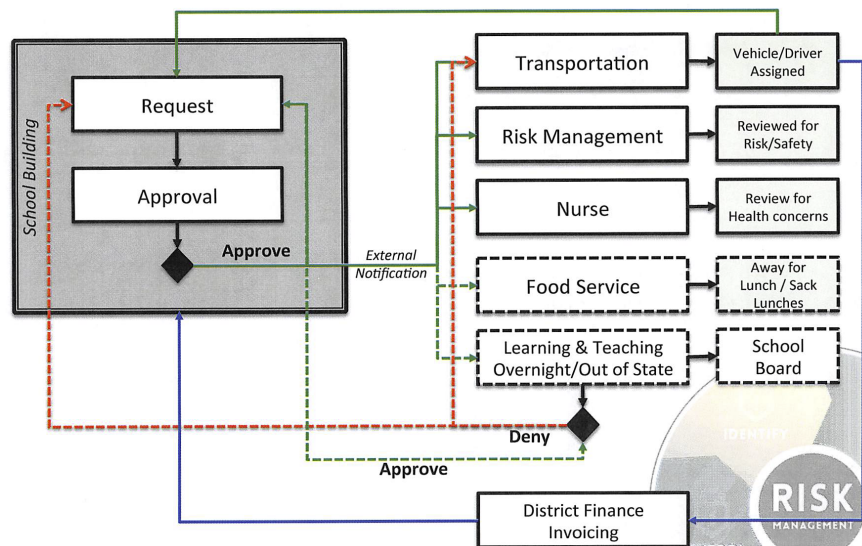 School Building
Request
Approval
Approve
External
Notification
Transportation
Vehicle/Driver
Assigned
Risk Management
Reviewed for
Risk/Safety
Nurse
Review for
Health concerns
Food Service
Away for
Lunch / Sack
Lunches
Learning & Teaching
Overnight/Out of State
School
Board
Deny
Approve
IDENTIFY
District Finance
Invoicing
RISK
MANAGEMENT